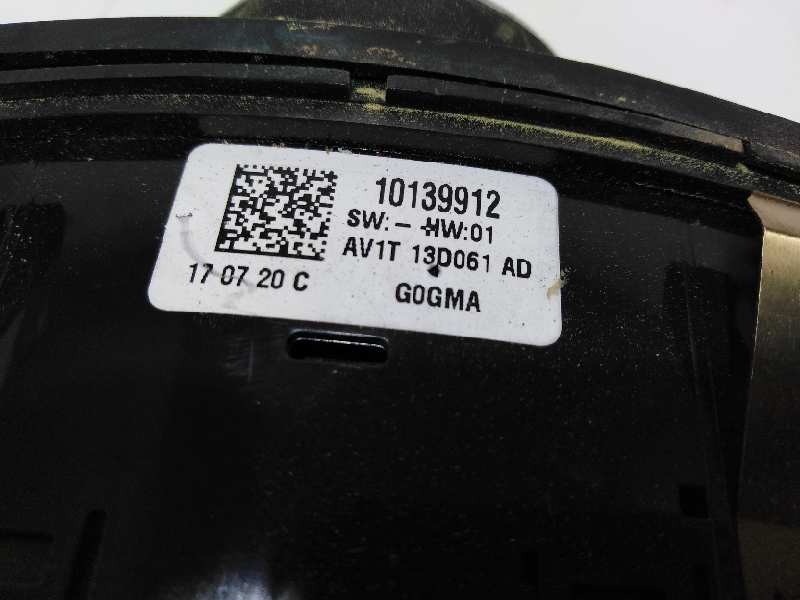 10139912
SW:- HW:01
AV1T 13D061 AD
17 07 20 C
G0GMA